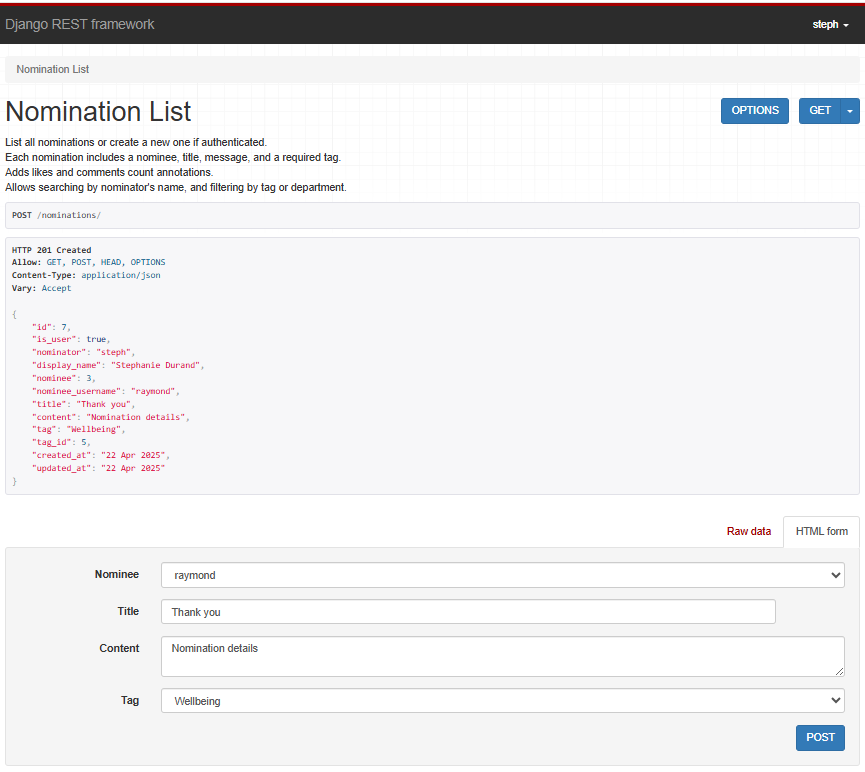 Django REST framework
steph
Nomination List
Nomination List
OPTIONS
GET
List all nominations or create a new one if authenticated.
Each nomination includes a nominee, title, message, and a required tag.
Adds likes and comments count annotations.
Allows searching by nominator's name, and filtering by tag or department.
POST /nominations/
HTTP 201 Created
Allow: GET, POST, HEAD, OPTIONS
Content-Type: application/json
Vary: Accept
{
    "id": 7,
    "is_user": true,
    "nominator": "steph",
    "display_name": "Stephanie Durand",
    "nominee": 3,
    "nominee_username": "raymond",
    "title": "Thank you",
    "content": "Nomination details",
    "tag": "Wellbeing",
    "tag_id": 5,
    "created_at": "22 Apr 2025",
    "updated_at": "22 Apr 2025"
}
Raw data
HTML form
Nominee
raymond
Title
Thank you
Content
Nomination details
Tag
Wellbeing
POST